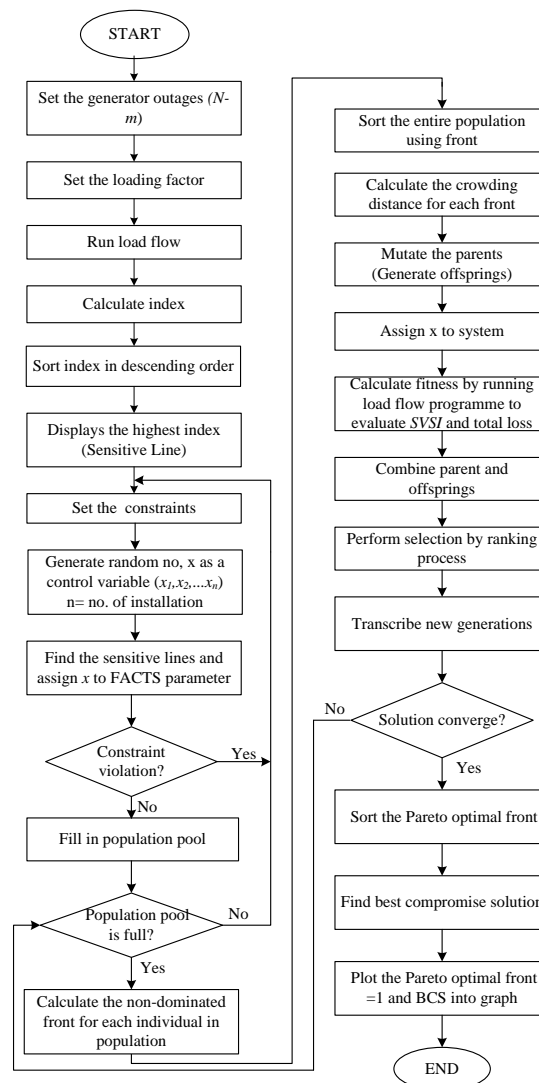 START
Set the generator outages (N-
m)
Set the loading factor
Run load flow
Calculate index
Sort index in descending order
Displays the highest index
(Sensitive Line)
Set the constraints
Generate random no, x as a
control variable (x1,x2,...xn)
n= no. of installation
Find the sensitive lines and
assign x to FACTS parameter
Constraint
violation?
Yes
No
Fill in population pool
Population pool
is full?
No
Yes
Calculate the non-dominated
front for each individual in
population
Sort the entire population
using front
Calculate the crowding
distance for each front
Mutate the parents
(Generate offsprings)
Assign x to system
Calculate fitness by running
load flow programme to
evaluate SVSI and total loss
Combine parent and
offsprings
Perform selection by ranking
process
Transcribe new generations
No
Solution converge?
Yes
Sort the Pareto optimal front
Find best compromise solution
Plot the Pareto optimal front
=1 and BCS into graph
END